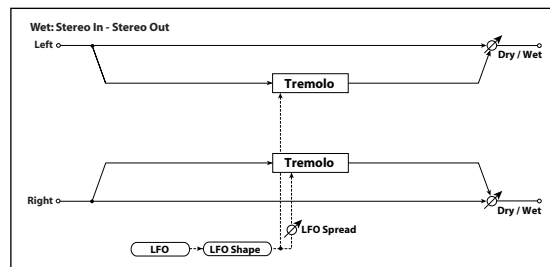 Wet: Stereo In - Stereo Out
Left
Dry / Wet
Tremolo
Tremolo
Right
Dry / Wet
LFO Spread
LFO
LFO Shape